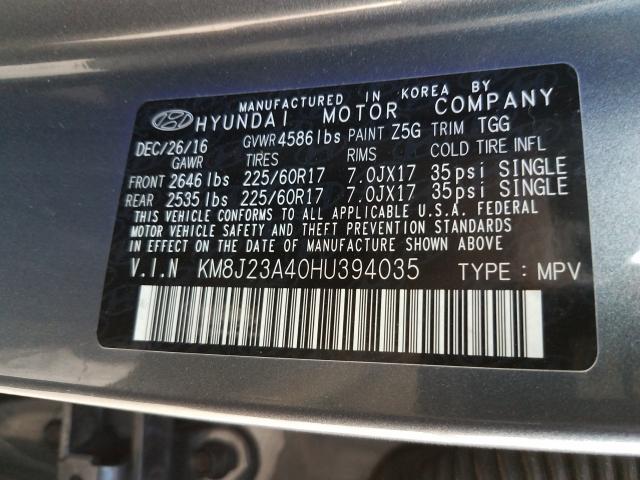 MANUFACTURED IN KOREA BY
HYUNDAI MOTOR COMPANY
DEC/26/16 GVWR 4586 lbs PAINT Z5G TRIM TGG
GAWR TIRES RIMS COLD TIRE INFL
FRONT 2646 lbs 225/60R17 7.0JX17 35psi SINGLE
REAR 2535 lbs 225/60R17 7.0JX17 35psi SINGLE
THIS VEHICLE CONFORMS TO ALL APPLICABLE U.S.A. FEDERAL
MOTOR VEHICLE SAFETY AND THEFT PREVENTION STANDARDS
IN EFFECT ON THE DATE OF MANUFACTURE SHOWN ABOVE
V.I.N KM8J23A40HU394035 TYPE : MPV